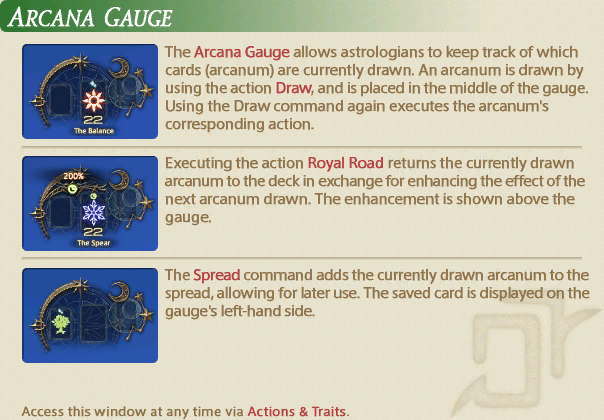 ARCANA GAUGE
The Arcana Gauge allows astrologians to keep track of which
cards (arcanum) are currently drawn. An arcanum is drawn by
using the action Draw, and is placed in the middle of the gauge.
Using the Draw command again executes the arcanum's
corresponding action.
22
The Balance
Executing the action Royal Road returns the currently drawn
arcanum to the deck in exchange for enhancing the effect of the
next arcanum drawn. The enhancement is shown above the
gauge.
200%
22
The Spear
The Spread command adds the currently drawn arcanum to the
spread, allowing for later use. The saved card is displayed on the
gauge's left-hand side.
Access this window at any time via Actions & Traits.